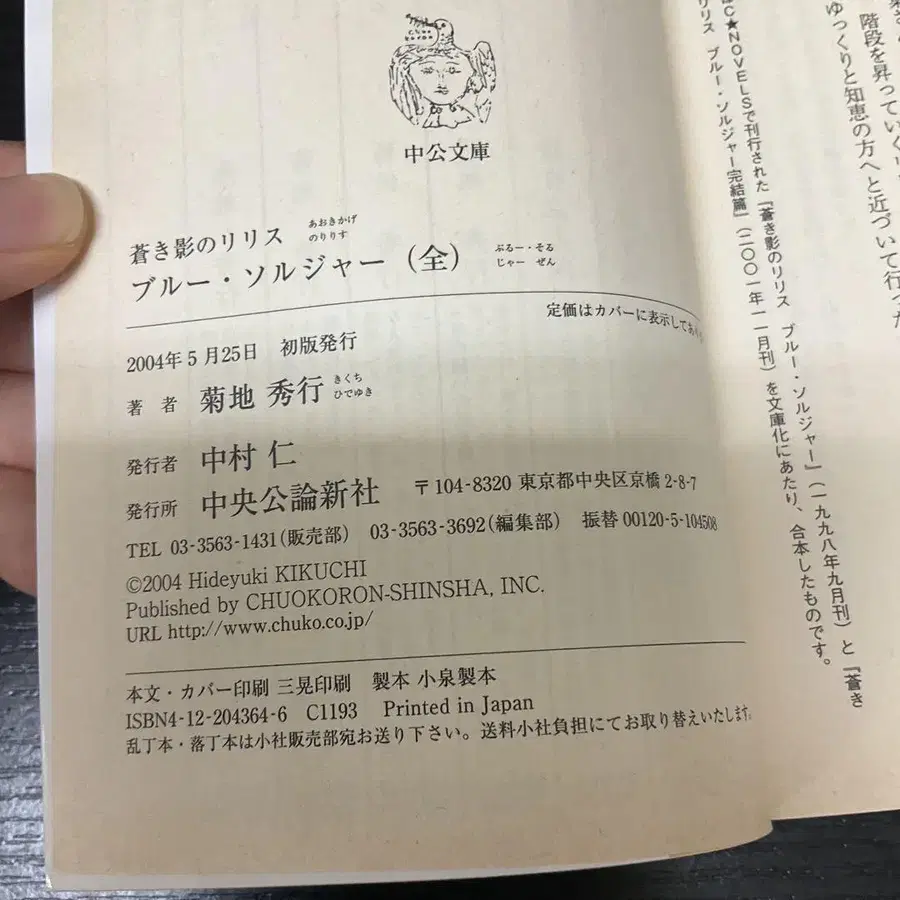 中公文庫
蒼き影のリリス
あおきかげ
のりりす
ブルー・ソルジャー（全）
ぶるー・そる
じゃー　ぜん
定価はカバーに表示してあ
2004年5月25日　初版発行
著　者　菊地 秀行
きくち
ひでゆき
発行者　中村 仁
発行所　中央公論新社　〒104-8320 東京都中央区京橋2-8-7
TEL 03-3563-1431(販売部)　03-3563-3692(編集部)　振替 00120-5-104508
©2004 Hideyuki KIKUCHI
Published by CHUOKORON-SHINSHA, INC.
URL http://www.chuko.co.jp/
本文・カバー印刷 三晃印刷　製本 小泉製本
ISBN4-12-204364-6　C1193　Printed in Japan
乱丁本・落丁本は小社販売部宛お送り下さい。送料小社負担にてお取り替えいたします。
階段を昇っていく
ゆっくりと知恵の方へと近づいて行った
C★NOVELSで刊行された『蒼き影のリリス　ブルー・ソルジャー』（一九九八年九月刊）と『蒼き
リリス　ブルー・ソルジャー完結篇』（二〇〇一年一一月刊）を文庫化にあたり、合本したものです。